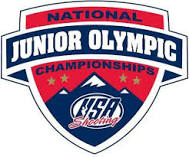 NATIONAL
JUNIOR OLYMPIC
CHAMPIONSHIPS
USA
Shooting